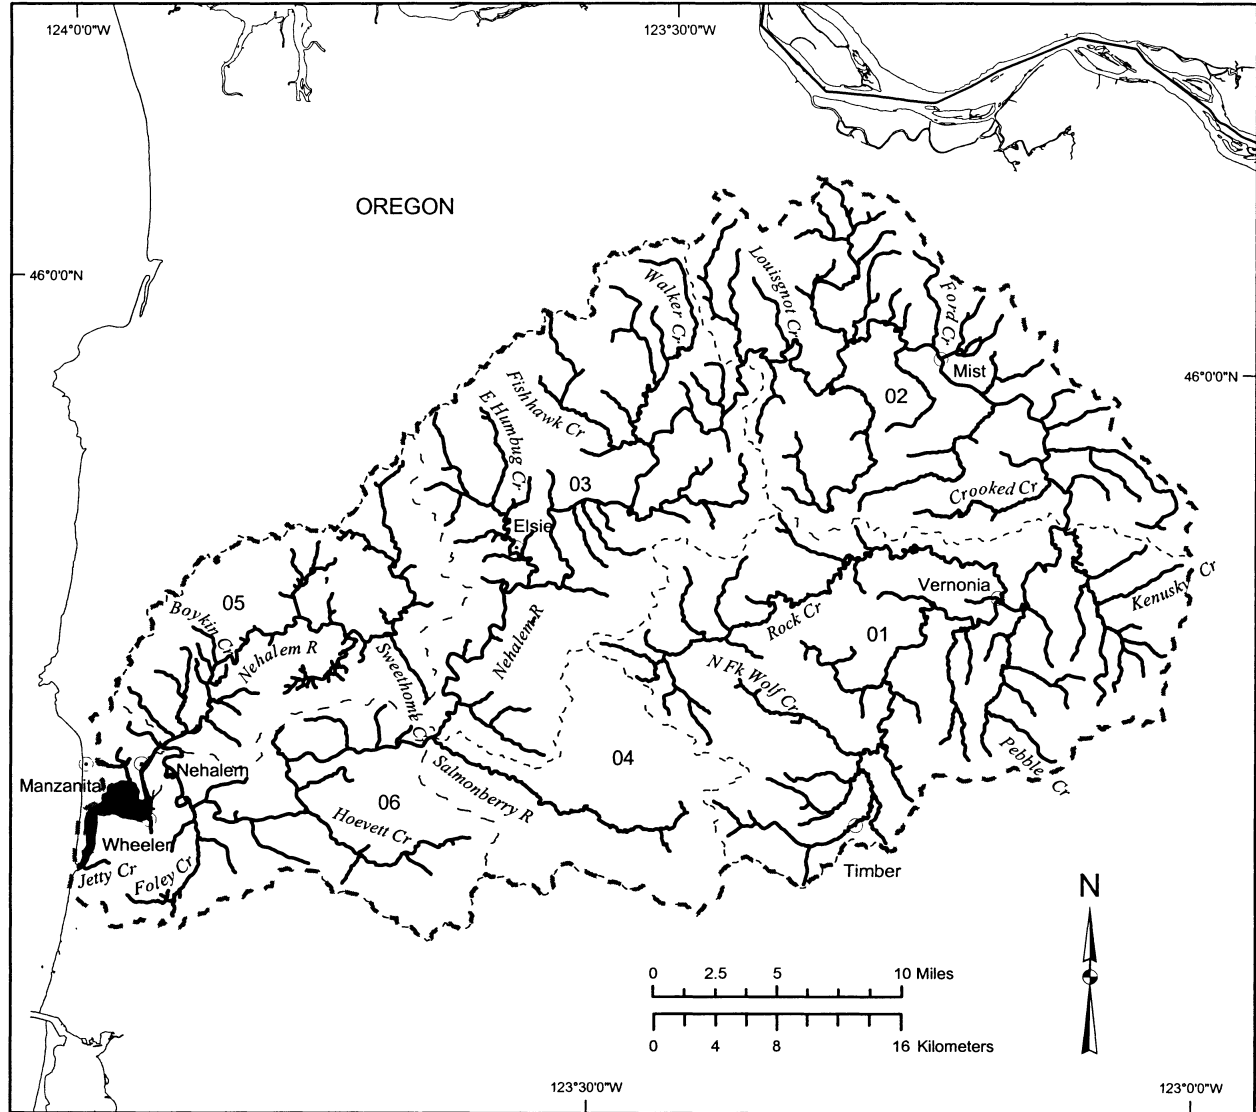 124°0'0"W
123°30'0"W
OREGON
46°0'0"N
Walker Cr
Louisgnot Cr
Ford Cr
Mist
46°0'0"N
02
Fishhawk Cr
E Humbug Cr
03
Crooked Cr
Elsie
Vernonia
Kenusky Cr
05
Boykin Cr
Nehalem R
Sweethome Cr
Nehalem R
Rock Cr
01
N Fk Wolf Cr
Pebble Cr
04
Nehalem
Manzanita
Salmonberry R
06
Hoevett Cr
Wheeler
Jetty Cr
Foley Cr
Timber
N
0 2.5 5 10 Miles
0 4 8 16 Kilometers
123°30'0"W
123°0'0"W